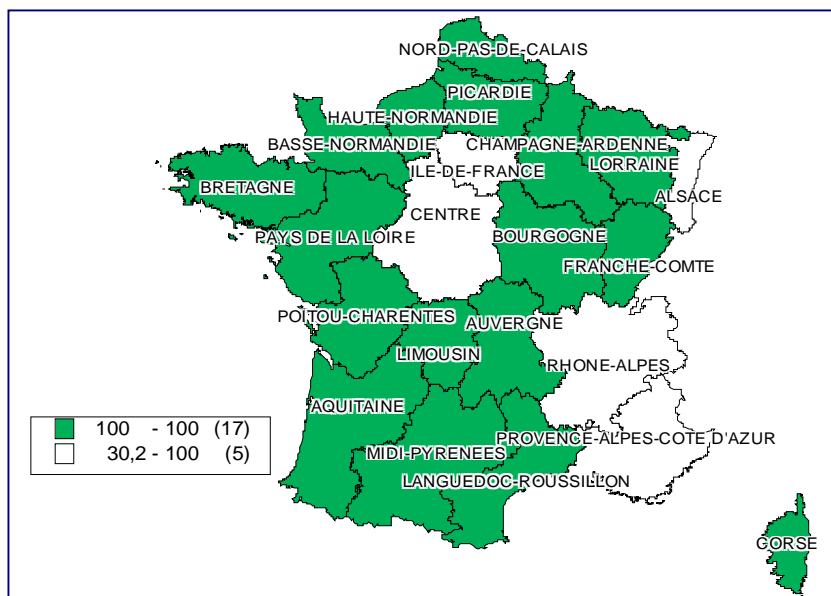 NORD-PAS-DE-CALAIS
PICARDIE
HAUTE-NORMANDIE
BASSE-NORMANDIE
CHAMPAGNE-ARDENNE
LORRAINE
ILE-DE-FRANCE
ALSACE
BRETAGNE
CENTRE
PAYS DE LA LOIRE
BOURGOGNE
FRANCHE-COMTE
POITOU-CHARENTES
AUVERGNE
LIMOUSIN
RHONE-ALPES
AQUITAINE
PROVENCE-ALPES-COTE D'AZUR
MIDI-PYRENEES
LANGUEDOC-ROUSSILLON
CORSE
100 - 100 (17)
30,2 - 100 (5)